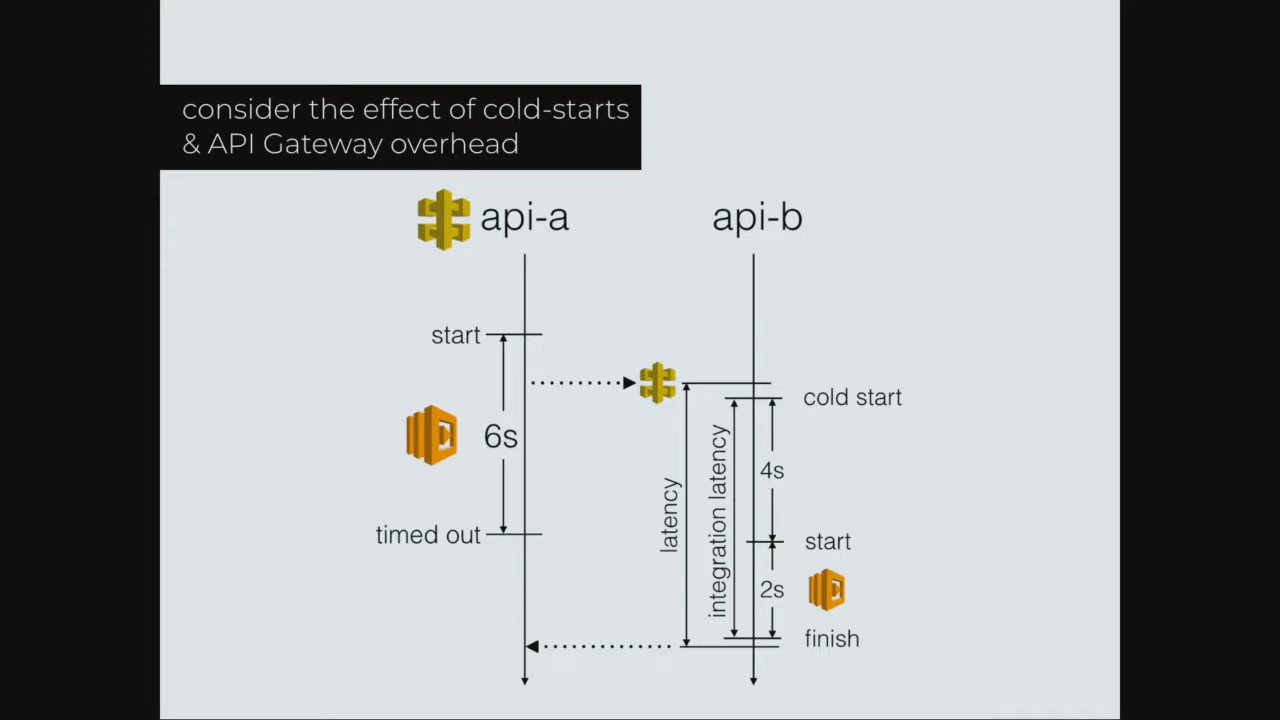 consider the effect of cold-starts
& API Gateway overhead
api-a
api-b
start
cold start
6s
4s
latency
integration latency
timed out
start
2s
finish